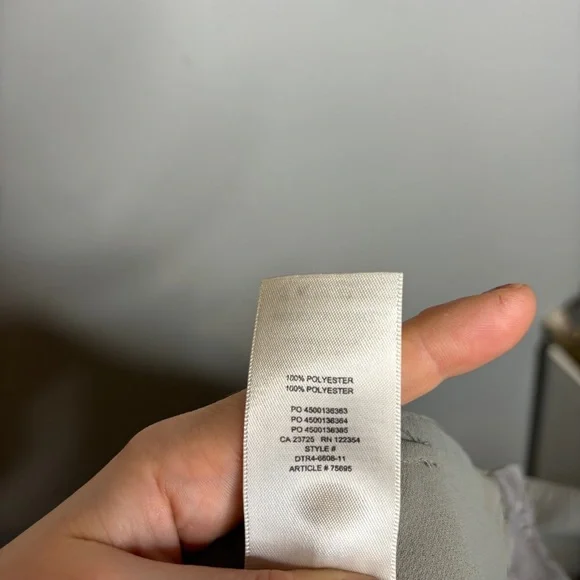 100% POLYESTER
100% POLYESTER
PO 4500136363
PO 4500136364
PO 4500136365
CA 23725 RN 122354
STYLE #
DTR4-6608-11
ARTICLE # 75695